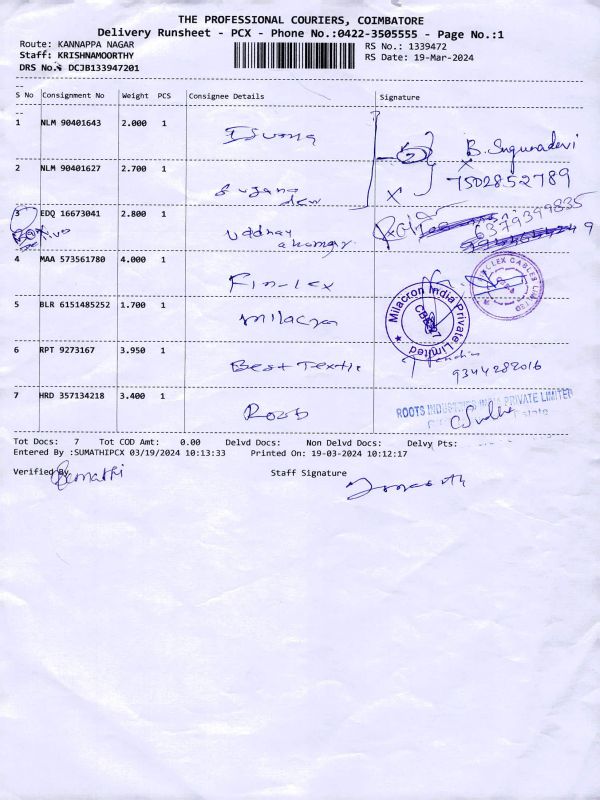 THE PROFESSIONAL COURIERS, COIMBATORE
Delivery Runsheet - PCX - Phone No.:0422-3505555 - Page No.:1
Route: KANNAPPA NAGAR
RS No.: 1339472
Staff: KRISHNAMOORTHY
RS Date: 19-Mar-2024
DRS No.: DCJB133947201
S No Consignment No Weight PCS Consignee Details Signature
1 NLM 90401643 2.000 1
B. Sugunadevi
2 NLM 90401627 2.700 1
7502852789
Suganadevi
3 EDQ 16673041 2.800 1
6379399835
4 MAA 573561780 4.000 1
5 BLR 6151485252 1.700 1 Milacron
Milacron India Private Limited
6 RPT 9273167 3.950 1 Best Textile
9344282016
7 HRD 357134218 3.400 1 Roots
ROOTS INDUSTRIES INDIA PRIVATE LIMITED
Tot Docs: 7 Tot COD Amt: 0.00 Delvd Docs: Non Delvd Docs: Delvy Pts:
Entered By :SUMATHIPCX 03/19/2024 10:13:33 Printed On: 19-03-2024 10:12:17
Verified By
Staff Signature